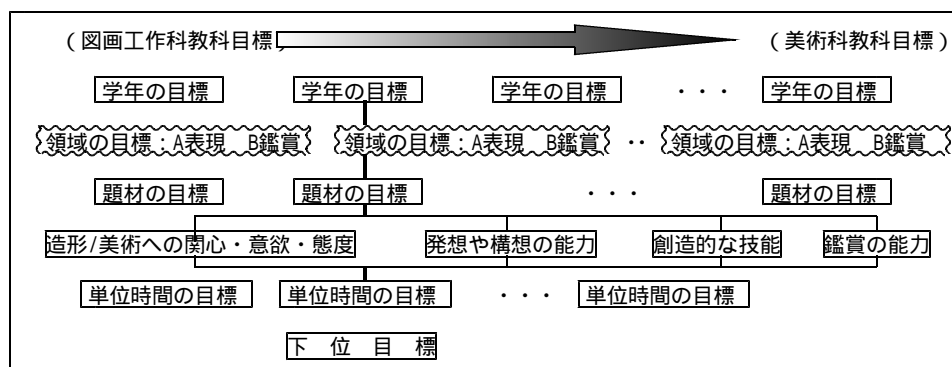 （図画工作科教科目標） （美術科教科目標）
学年の目標 学年の目標 学年の目標 ・・・ 学年の目標
領域の目標：A表現　B鑑賞 領域の目標：A表現　B鑑賞 ‥ 領域の目標：A表現　B鑑賞
題材の目標 題材の目標 ・・・ 題材の目標
造形/美術への関心・意欲・態度 発想や構想の能力 創造的な技能 鑑賞の能力
単位時間の目標 単位時間の目標 ・・・ 単位時間の目標
下　位　目　標